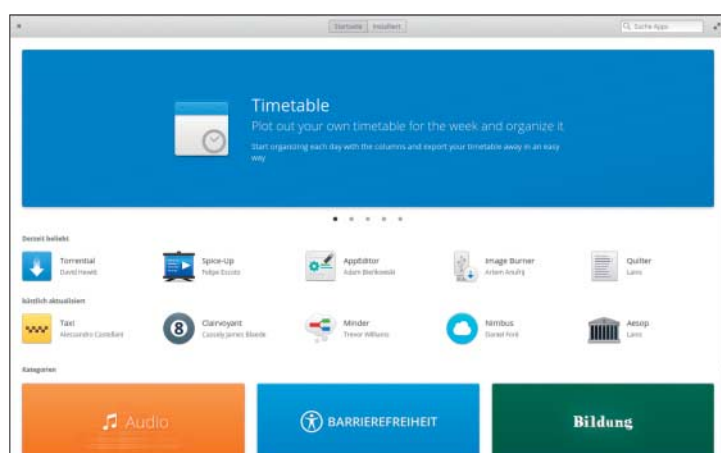 Startseite Installiert
Suche Apps
Timetable
Plot out your own timetable for the week and organize it
Start organizing each day with the columns and export your timetable away in an easy
way
Derzeit beliebt
Torrential
David Hewitt
Spice-Up
Felipe Escoto
AppEditor
Adam Bieńkowski
Image Burner
Artem Anufrij
Quilter
Lains
kürzlich aktualisiert
Taxi
Alessandro Castellani
Clairvoyant
Cassidy James Blaede
Minder
Trevor Williams
Nimbus
Daniel Foré
Aesop
Lains
Kategorien
Audio
BARRIEREFREIHEIT
Bildung